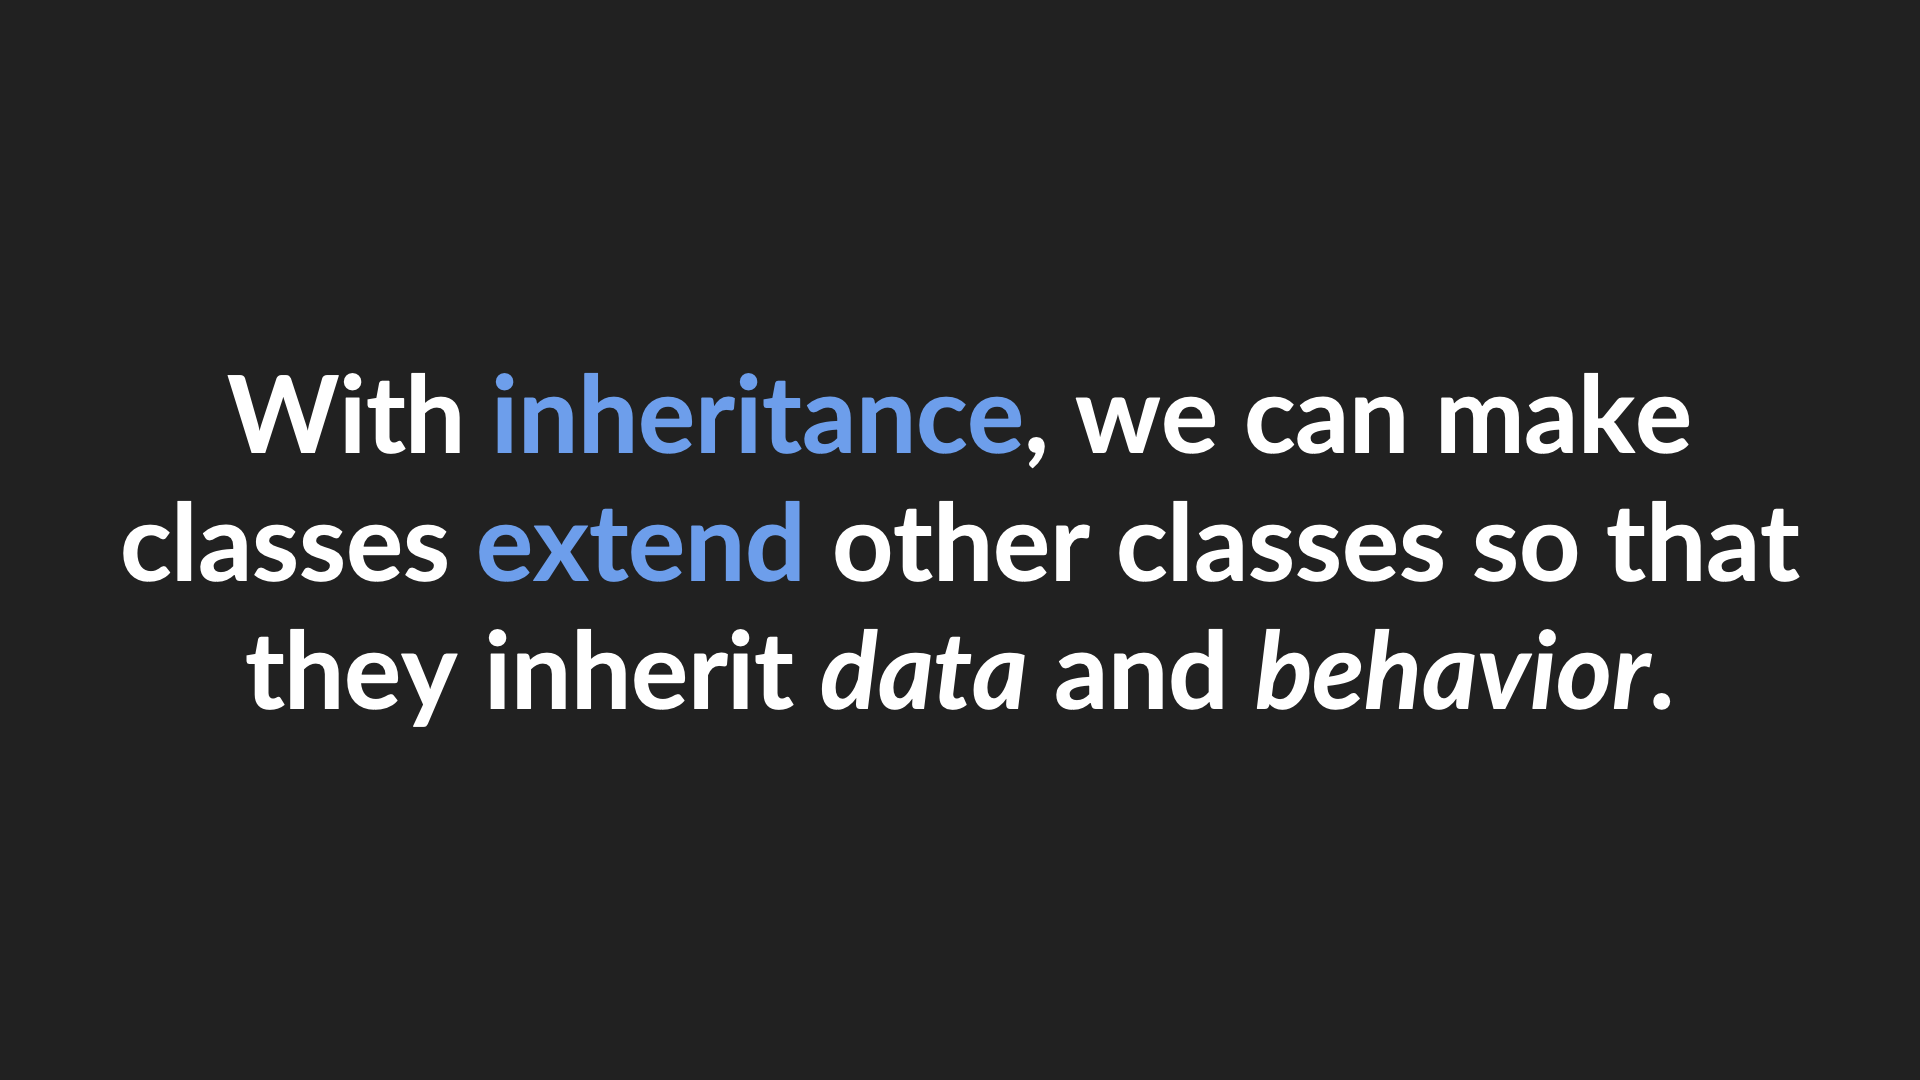 With inheritance, we can make
classes extend other classes so that
they inherit data and behavior.